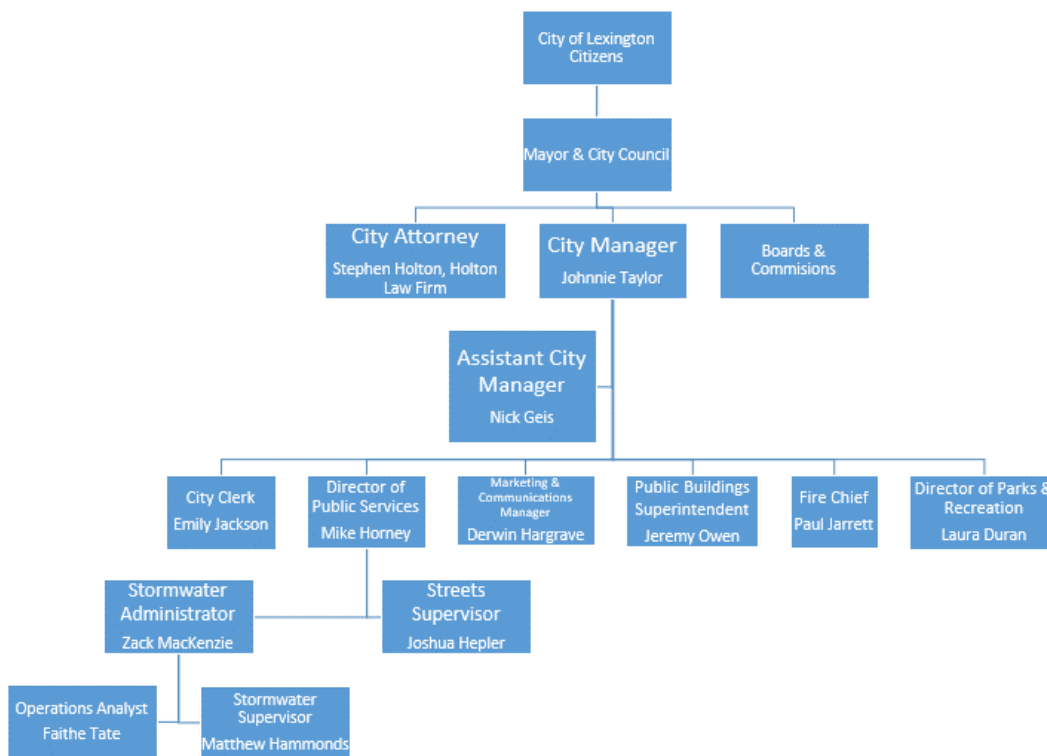 City of Lexington
Citizens
Mayor & City Council
City Attorney
Stephen Holton, Holton
Law Firm
City Manager
Johnnie Taylor
Boards &
Commisions
Assistant City
Manager
Nick Geis
City Clerk
Emily Jackson
Director of
Public Services
Mike Horney
Marketing &
Communications
Manager
Derwin Hargrave
Public Buildings
Superintendent
Jeremy Owen
Fire Chief
Paul Jarrett
Director of Parks &
Recreation
Laura Duran
Stormwater
Administrator
Zack MacKenzie
Streets
Supervisor
Joshua Hepler
Operations Analyst
Faithe Tate
Stormwater
Supervisor
Matthew Hammonds